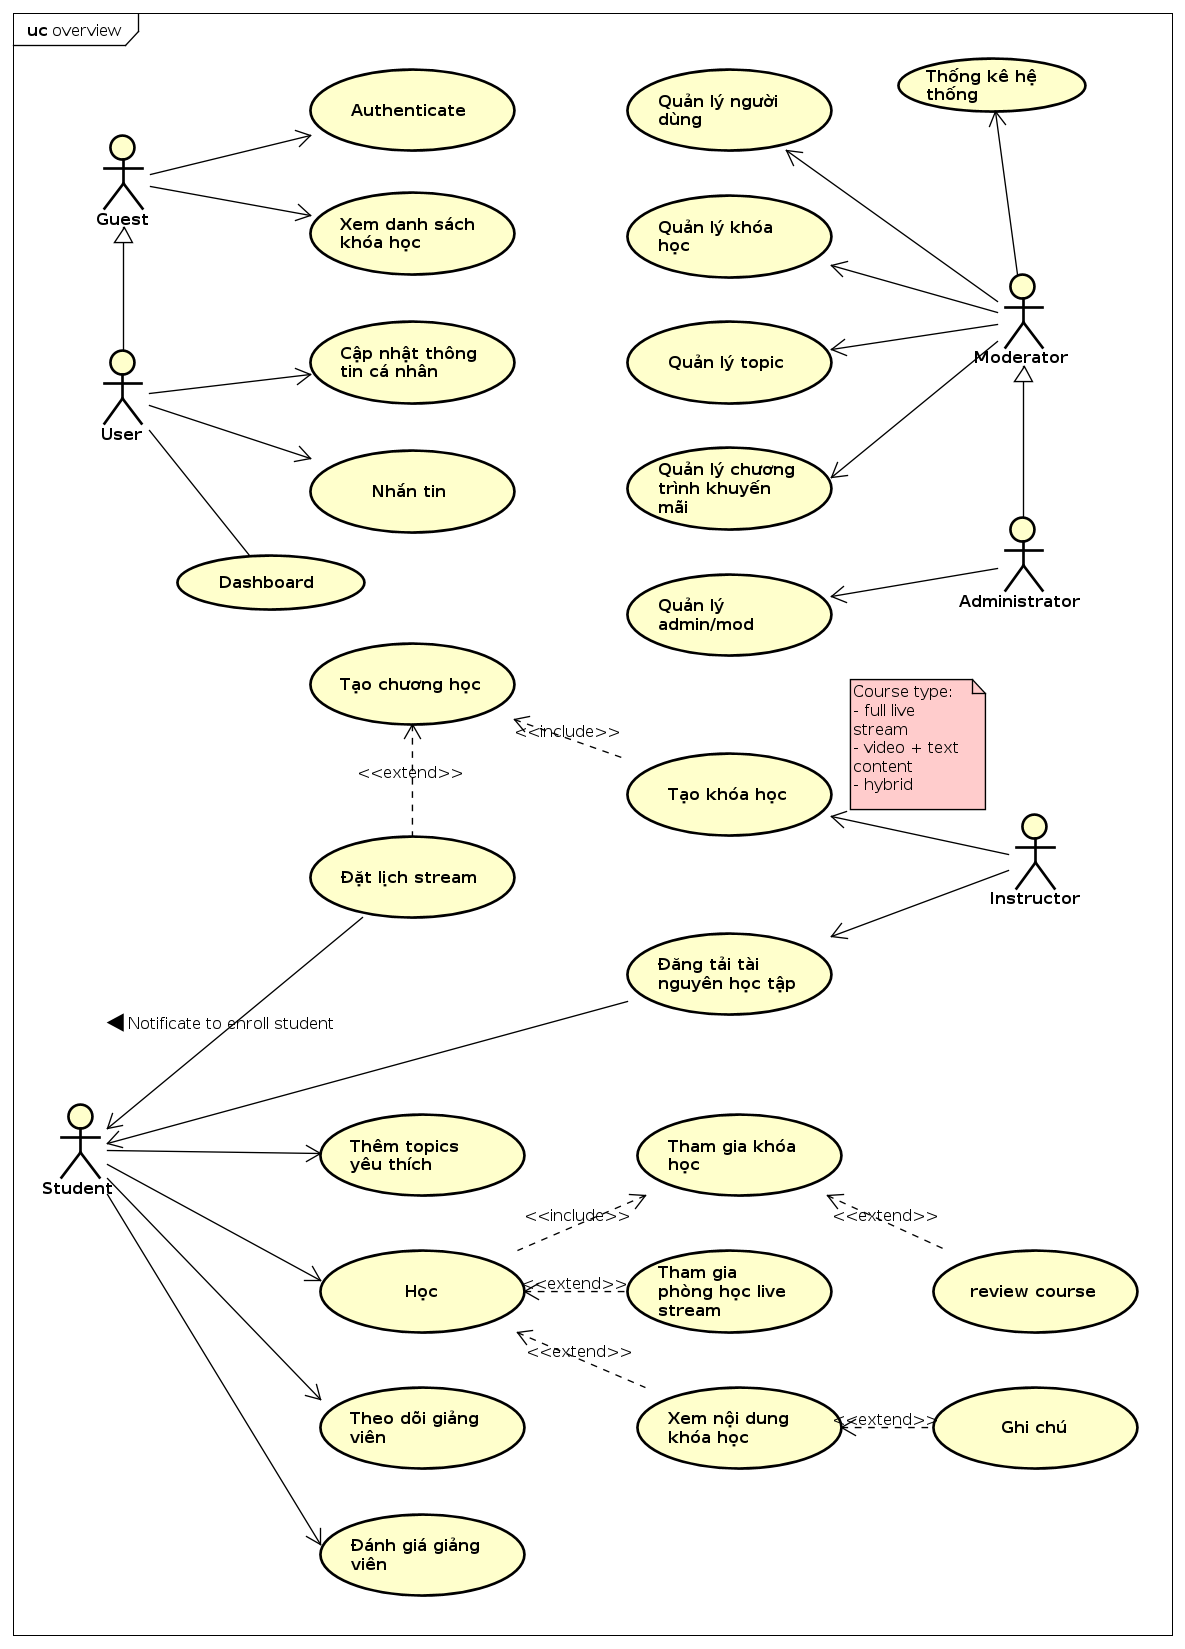 uc overview
Authenticate
Quản lý người
dùng
Thống kê hệ
thống
Guest
Xem danh sách
khóa học
Quản lý khóa
học
Moderator
Cập nhật thông
tin cá nhân
Quản lý topic
User
Nhắn tin
Quản lý chương
trình khuyến
mãi
Dashboard
Quản lý
admin/mod
Administrator
Tạo chương học
<<include>>
Course type:
- full live
stream
- video + text
content
- hybrid
<<extend>>
Tạo khóa học
Đặt lịch stream
Instructor
Đăng tải tài
nguyên học tập
Notificate to enroll student
Student
Thêm topics
yêu thích
Tham gia khóa
học
<<include>>
<<extend>>
Học
<<extend>>
Tham gia
phòng học live
stream
review course
<<extend>>
Theo dõi giảng
viên
Xem nội dung
khóa học
<<extend>>
Ghi chú
Đánh giá giảng
viên